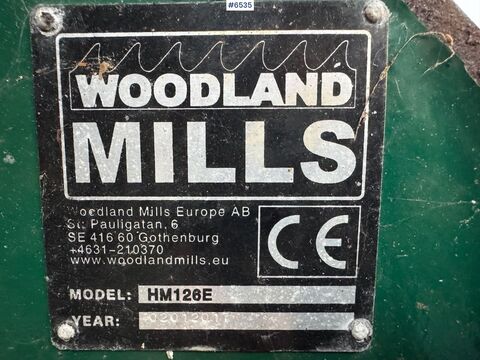 #6535
WOODLAND
MILLS
Woodland Mills Europe AB
St: Pauligatan, 6
SE 416 60 Gothenburg
+4631-210370
www.woodlandmills.eu
CE
MODEL: HM126E
YEAR: 02012017